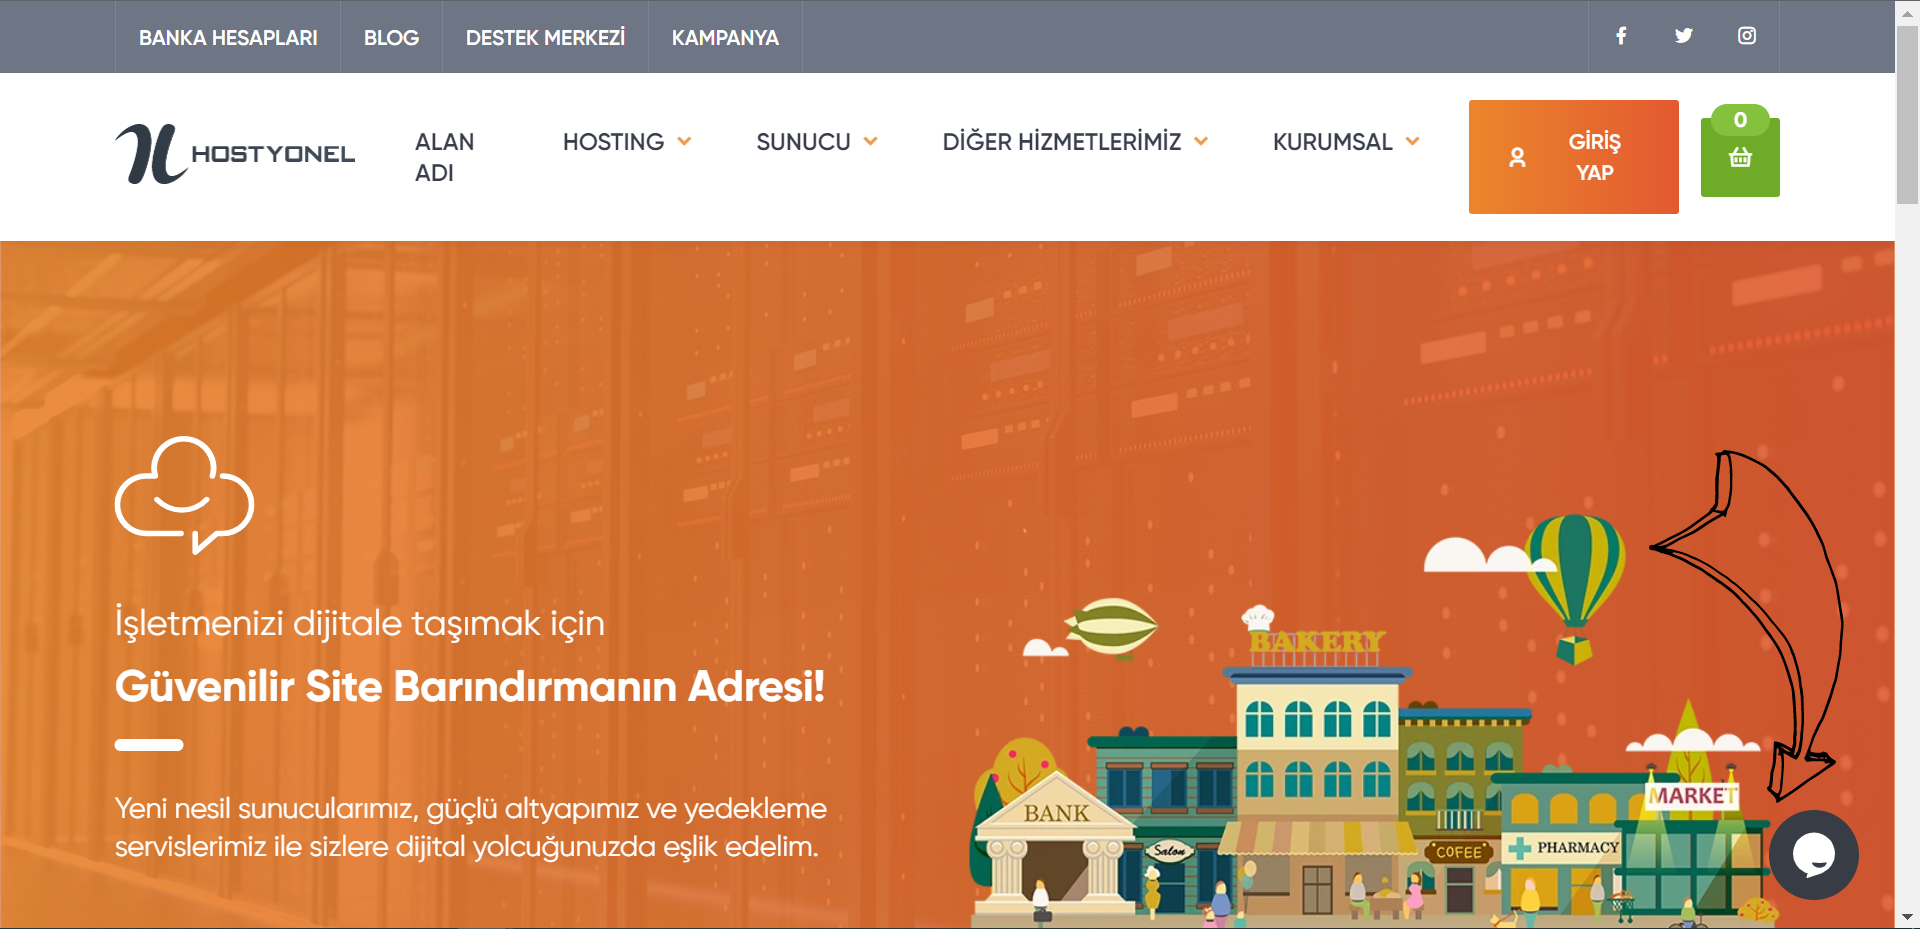 BANKA HESAPLARI BLOG DESTEK MERKEZİ KAMPANYA
HOSTYONEL
ALAN
ADI
HOSTING SUNUCU DİĞER HİZMETLERİMİZ KURUMSAL
GİRİŞ
YAP
0
İşletmenizi dijitale taşımak için
Güvenilir Site Barındırmanın Adresi!
Yeni nesil sunucularımız, güçlü altyapımız ve yedekleme
servislerimiz ile sizlere dijital yolcuğunuzda eşlik edelim.
BAKERY
BANK
Salon
COFEE
PHARMACY
MARKET